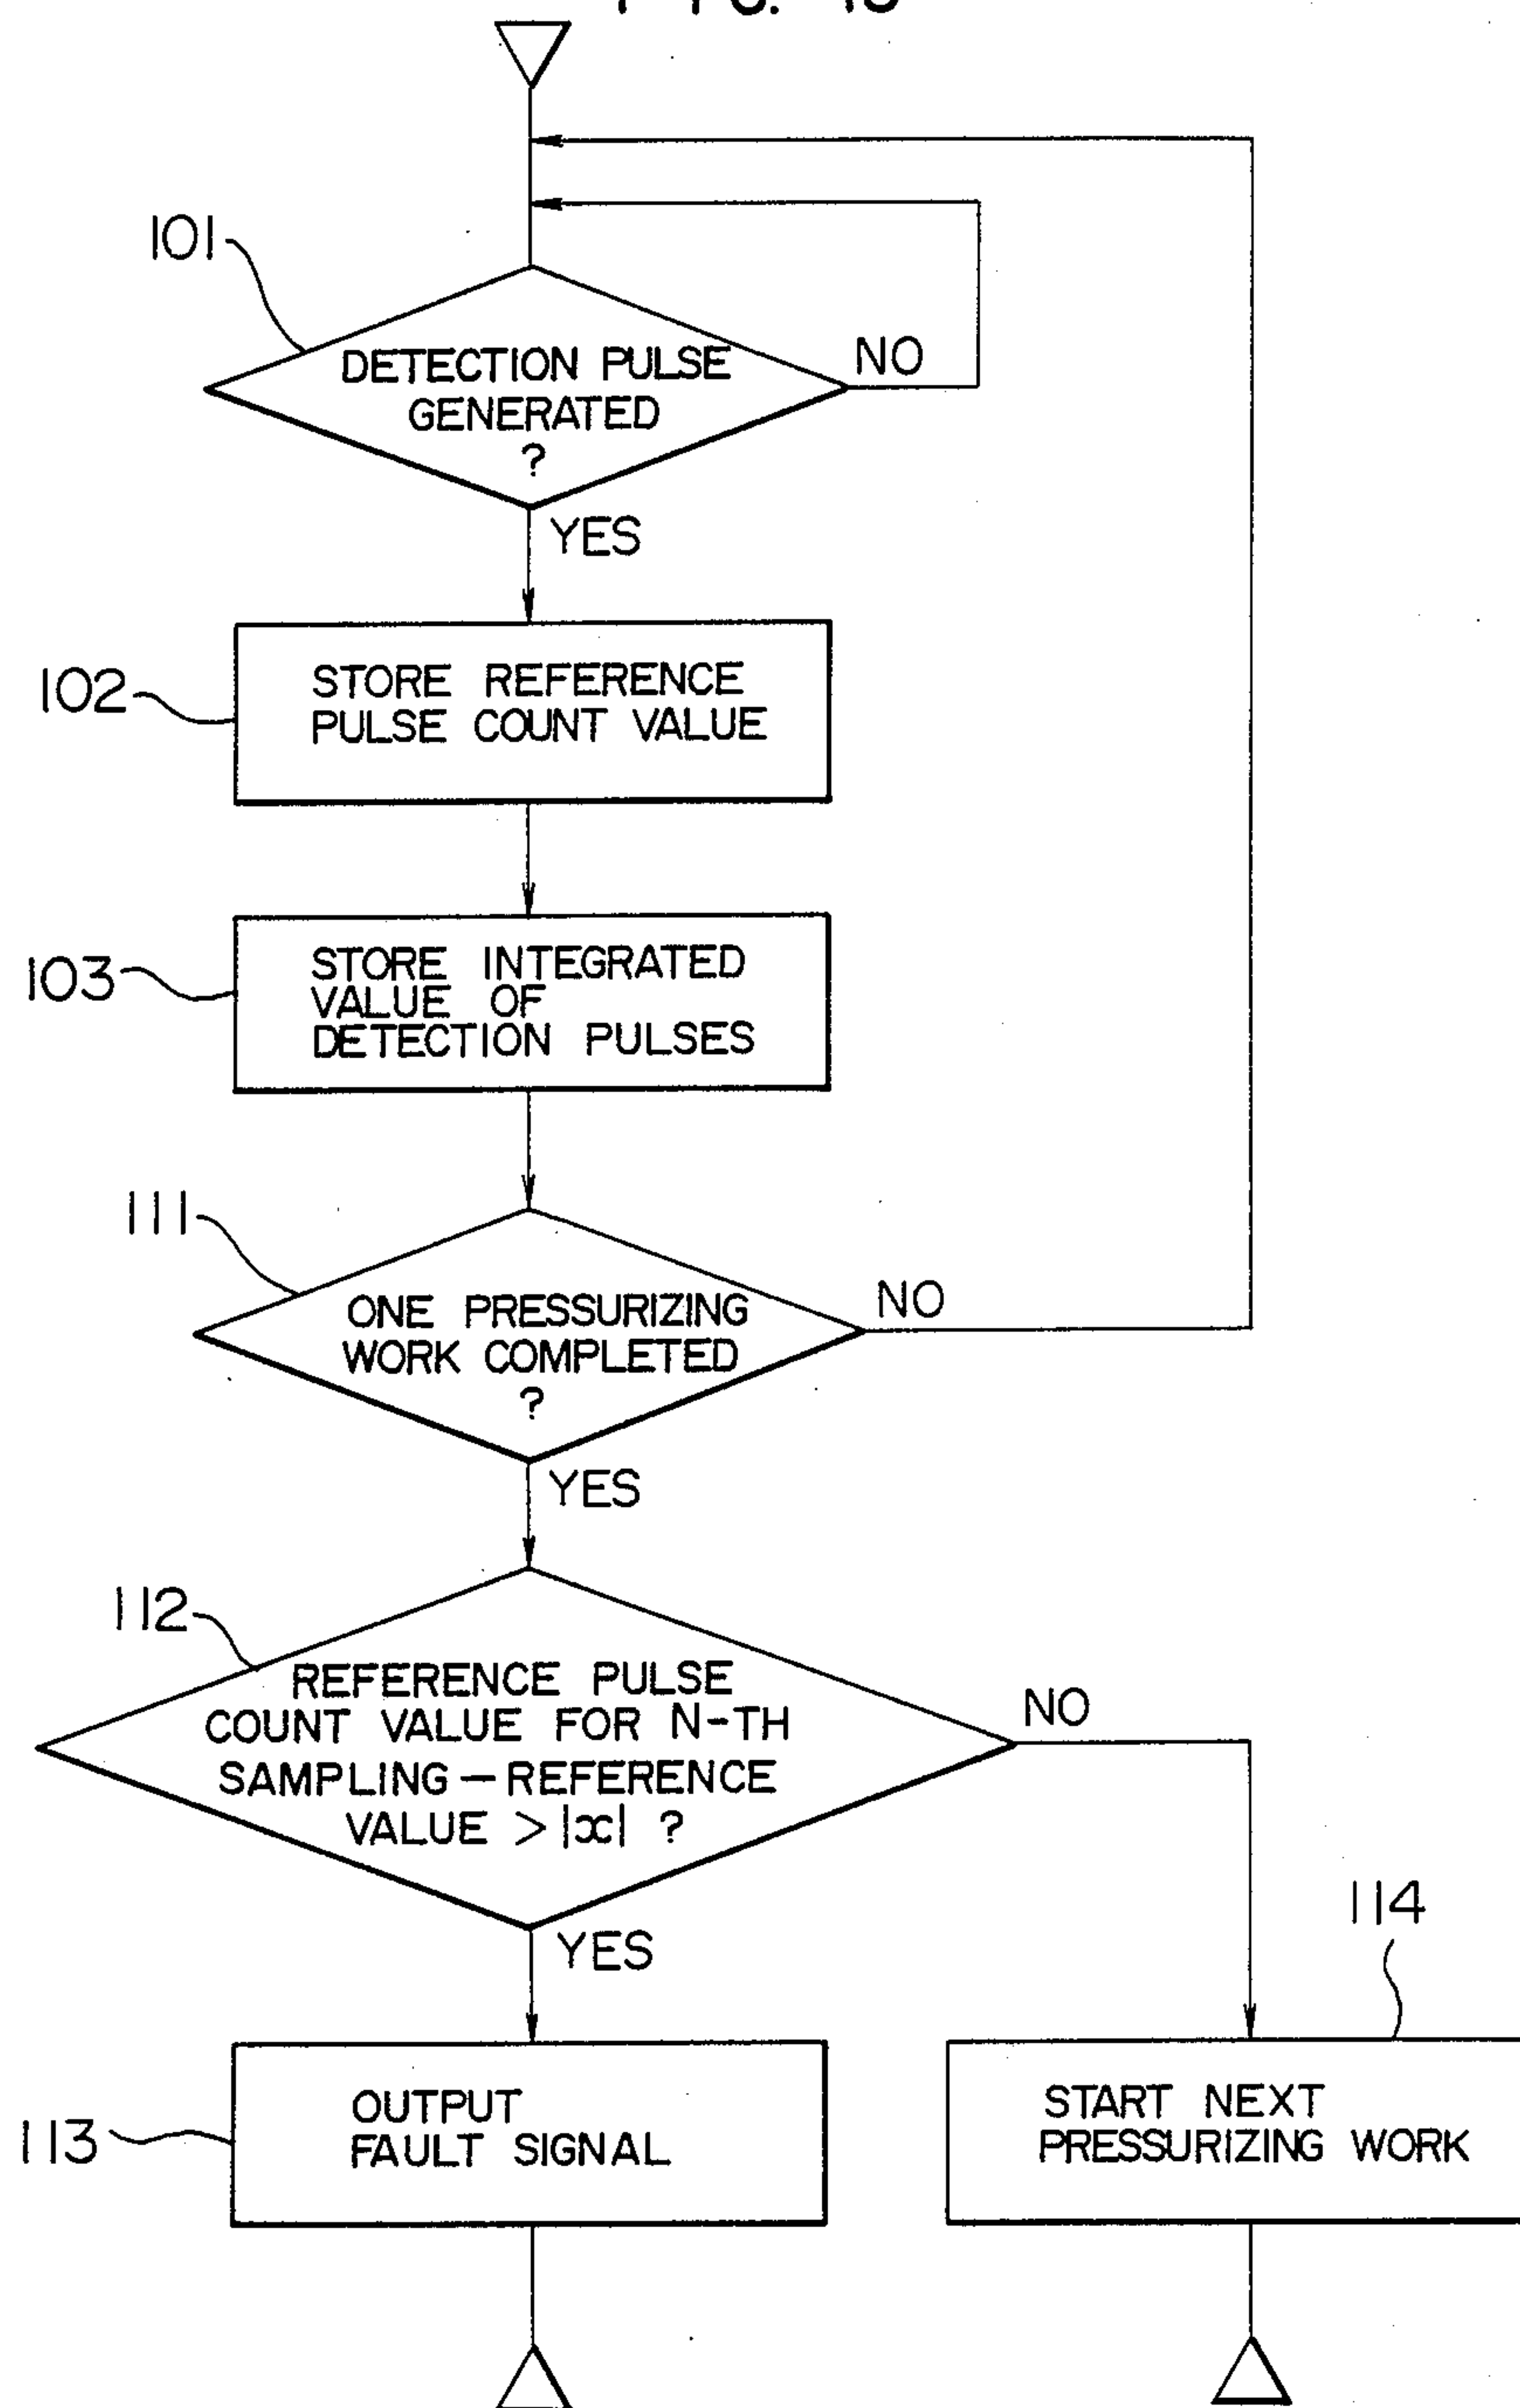 101
DETECTION PULSE
GENERATED
?
NO
YES
102
STORE REFERENCE
PULSE COUNT VALUE
103
STORE INTEGRATED
VALUE OF
DETECTION PULSES
111
ONE PRESSURIZING
WORK COMPLETED
?
NO
YES
112
REFERENCE PULSE
COUNT VALUE FOR N-TH
SAMPLING — REFERENCE
VALUE > |x| ?
NO
YES
113
OUTPUT
FAULT SIGNAL
114
START NEXT
PRESSURIZING WORK